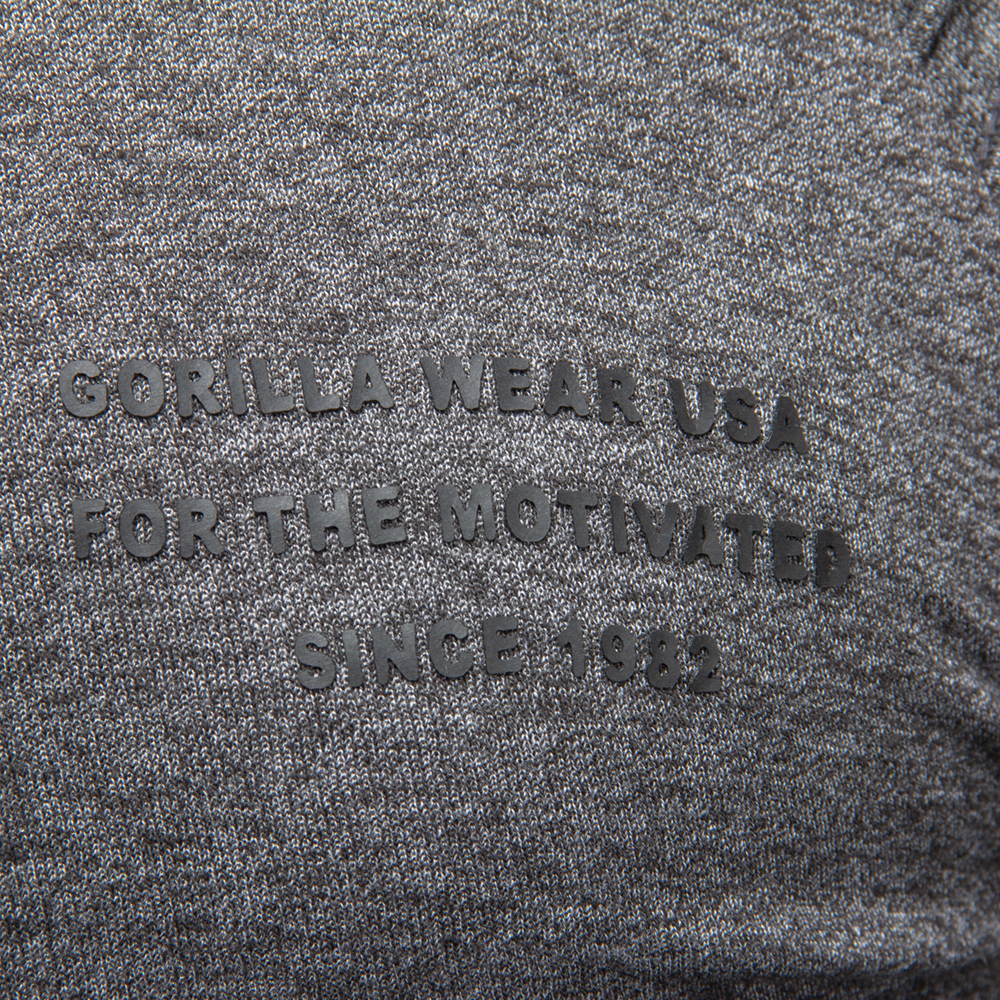 GORILLA WEAR USA
FOR THE MOTIVATED
SINCE 1982